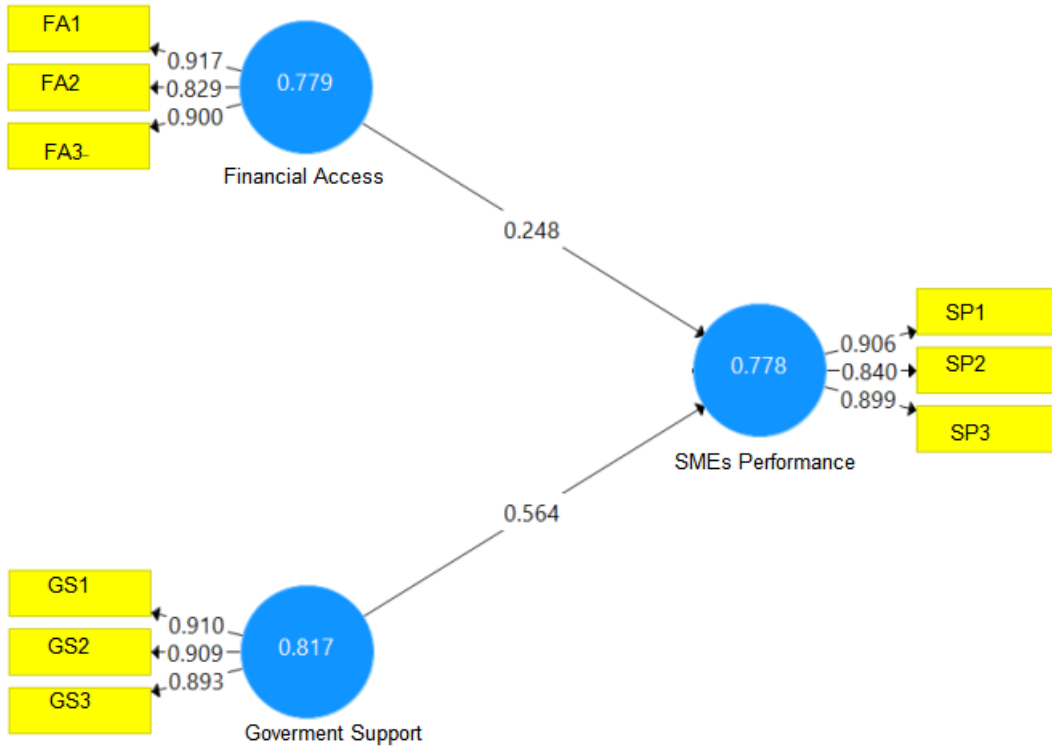 FA1
0.917
FA2
0.829
FA3-
0.900
0.779
Financial Access
0.248
SP1
0.906
0.778
SP2
0.840
SP3
0.899
SMEs Performance
0.564
GS1
0.910
GS2
0.909
GS3
0.893
0.817
Goverment Support